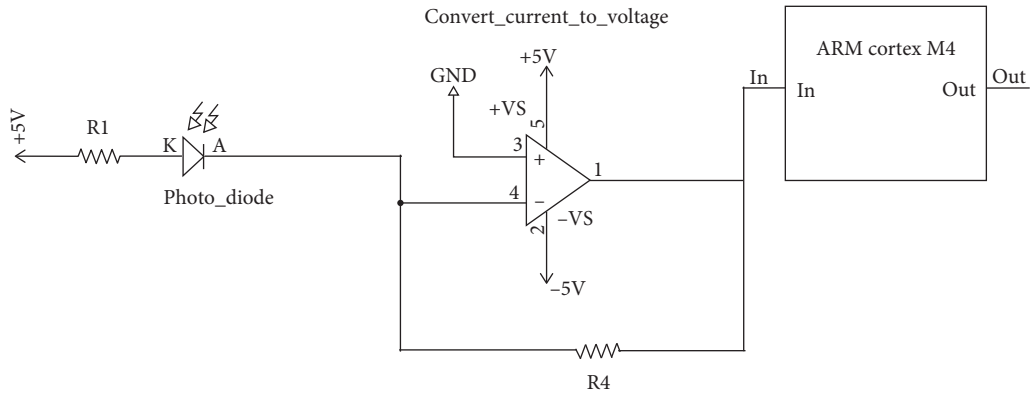 Convert_current_to_voltage
+5V
GND
+VS
5
3
+
4
–
1
–VS
2
–5V
+5V
R1
K
A
Photo_diode
R4
ARM cortex M4
In
In
Out
Out